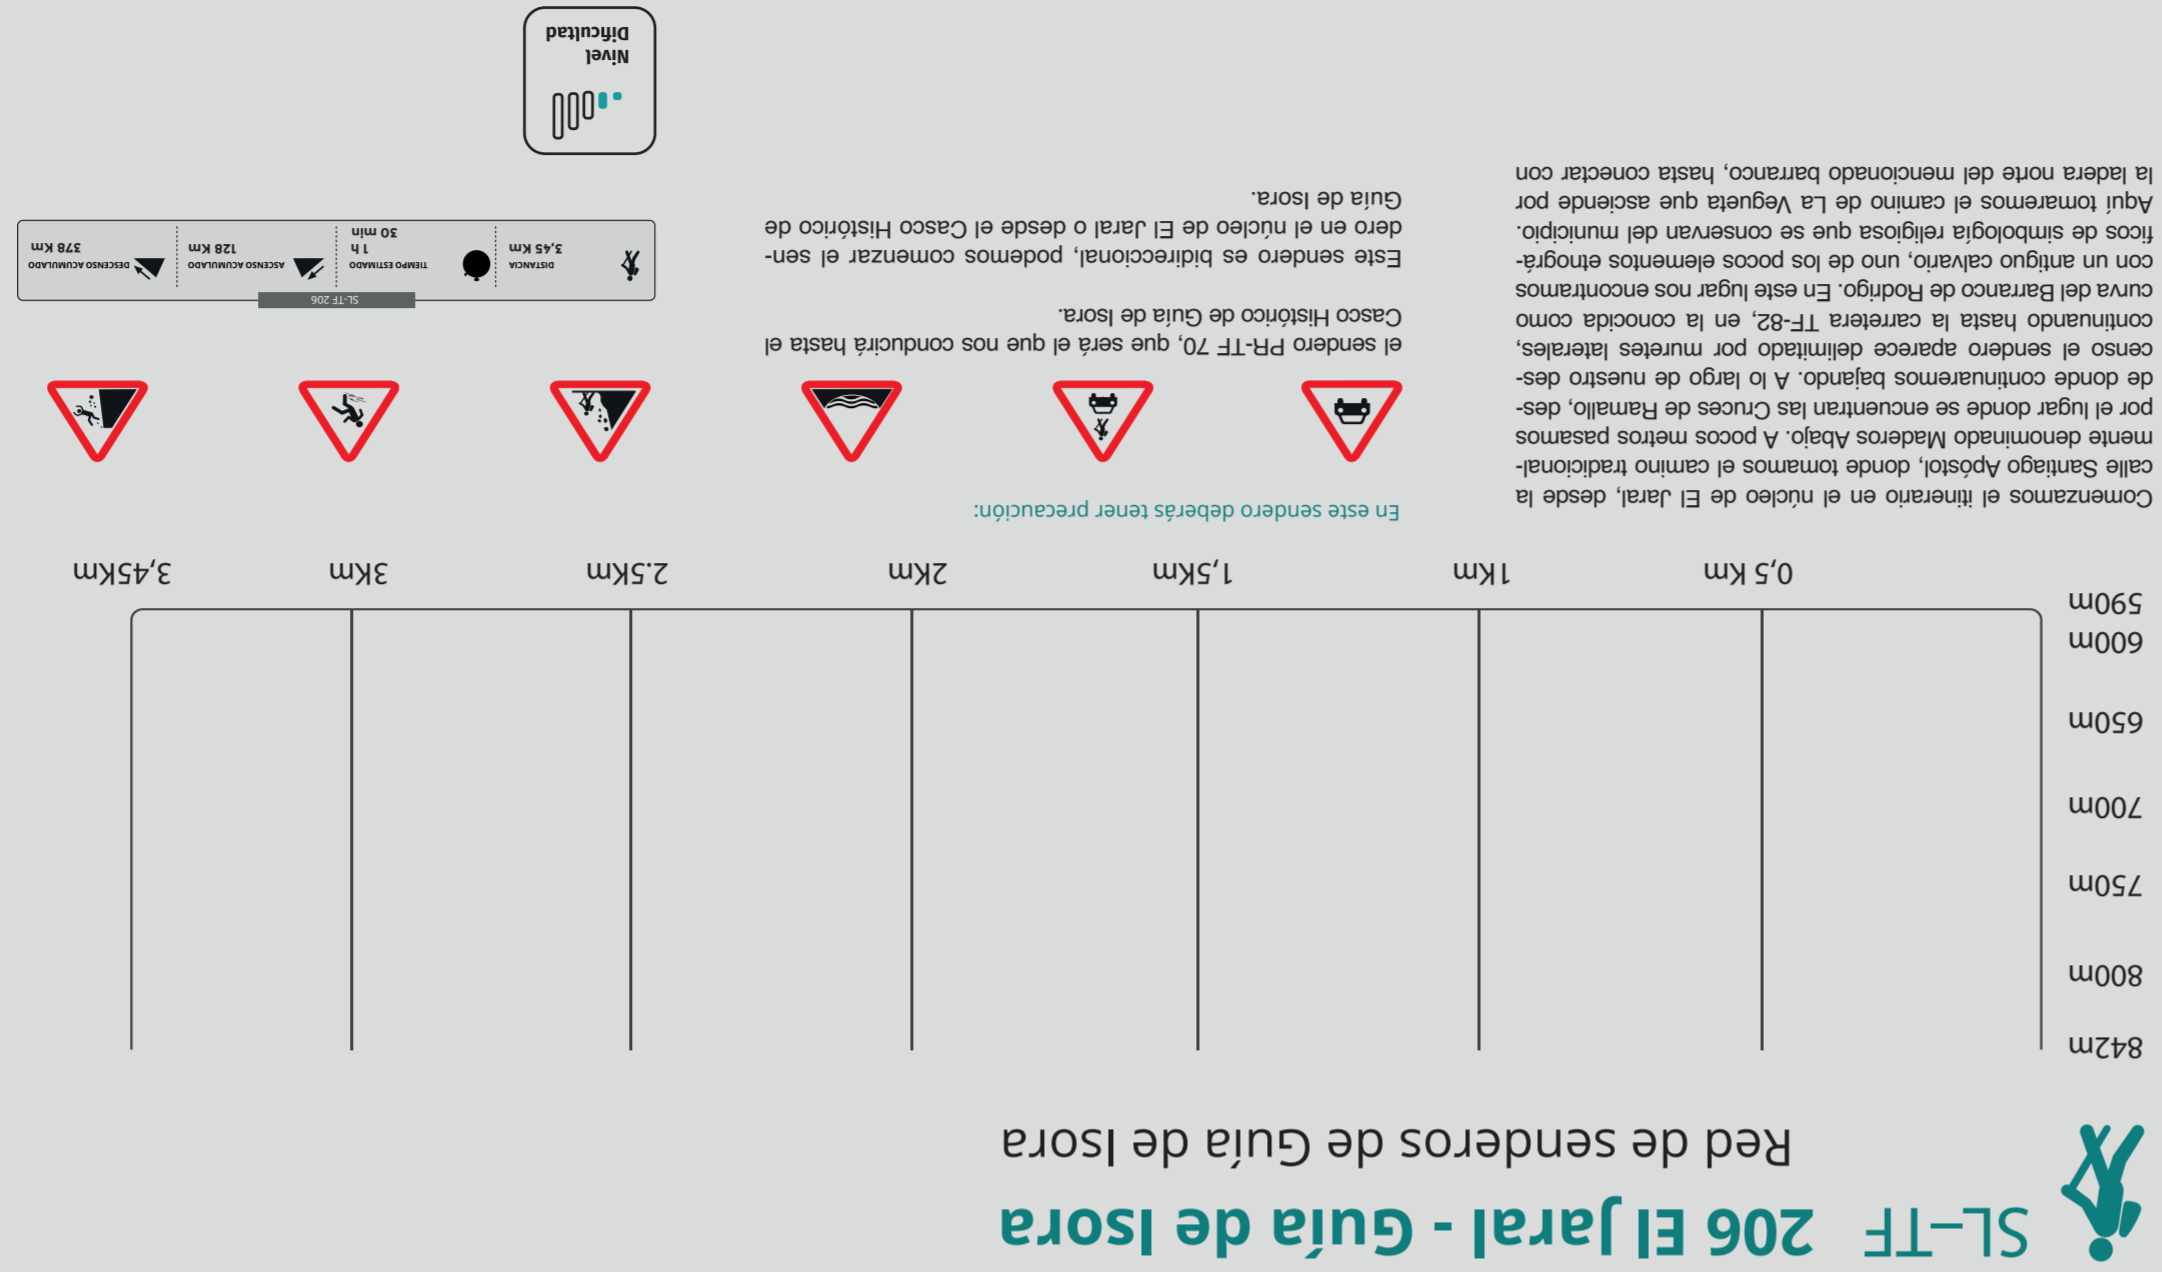 SL–TF 206 El Jaral - Guía de Isora
Red de senderos de Guía de Isora
842m
800m
750m
700m
650m
600m
590m
0,5 Km
1Km
1,5Km
2Km
2.5Km
3Km
3,45Km
Comenzamos el itinerario en el núcleo de El Jaral, desde la
calle Santiago Apóstol, donde tomamos el camino tradicional-
mente denominado Maderos Abajo. A pocos metros pasamos
por el lugar donde se encuentran las Cruces de Ramallo, des-
de donde continuaremos bajando. A lo largo de nuestro des-
censo el sendero aparece delimitado por muretes laterales,
continuando hasta la carretera TF-82, en la conocida como
curva del Barranco de Rodrigo. En este lugar nos encontramos
con un antiguo calvario, uno de los pocos elementos etnográ-
ficos de simbología religiosa que se conservan del municipio.
Aquí tomaremos el camino de La Vegueta que asciende por
la ladera norte del mencionado barranco, hasta conectar con
En este sendero deberás tener precaución:
el sendero PR-TF 70, que será el que nos conducirá hasta el
Casco Histórico de Guía de Isora.
Este sendero es bidireccional, podemos comenzar el sen-
dero en el núcleo de El Jaral o desde el Casco Histórico de
Guía de Isora.
SL-TF 206
DISTANCIA
3,45 Km
TIEMPO ESTIMADO
1 h
30 min
ASCENSO ACUMULADO
128 Km
DESCENSO ACUMULADO
378 Km
Nivel
Dificultad